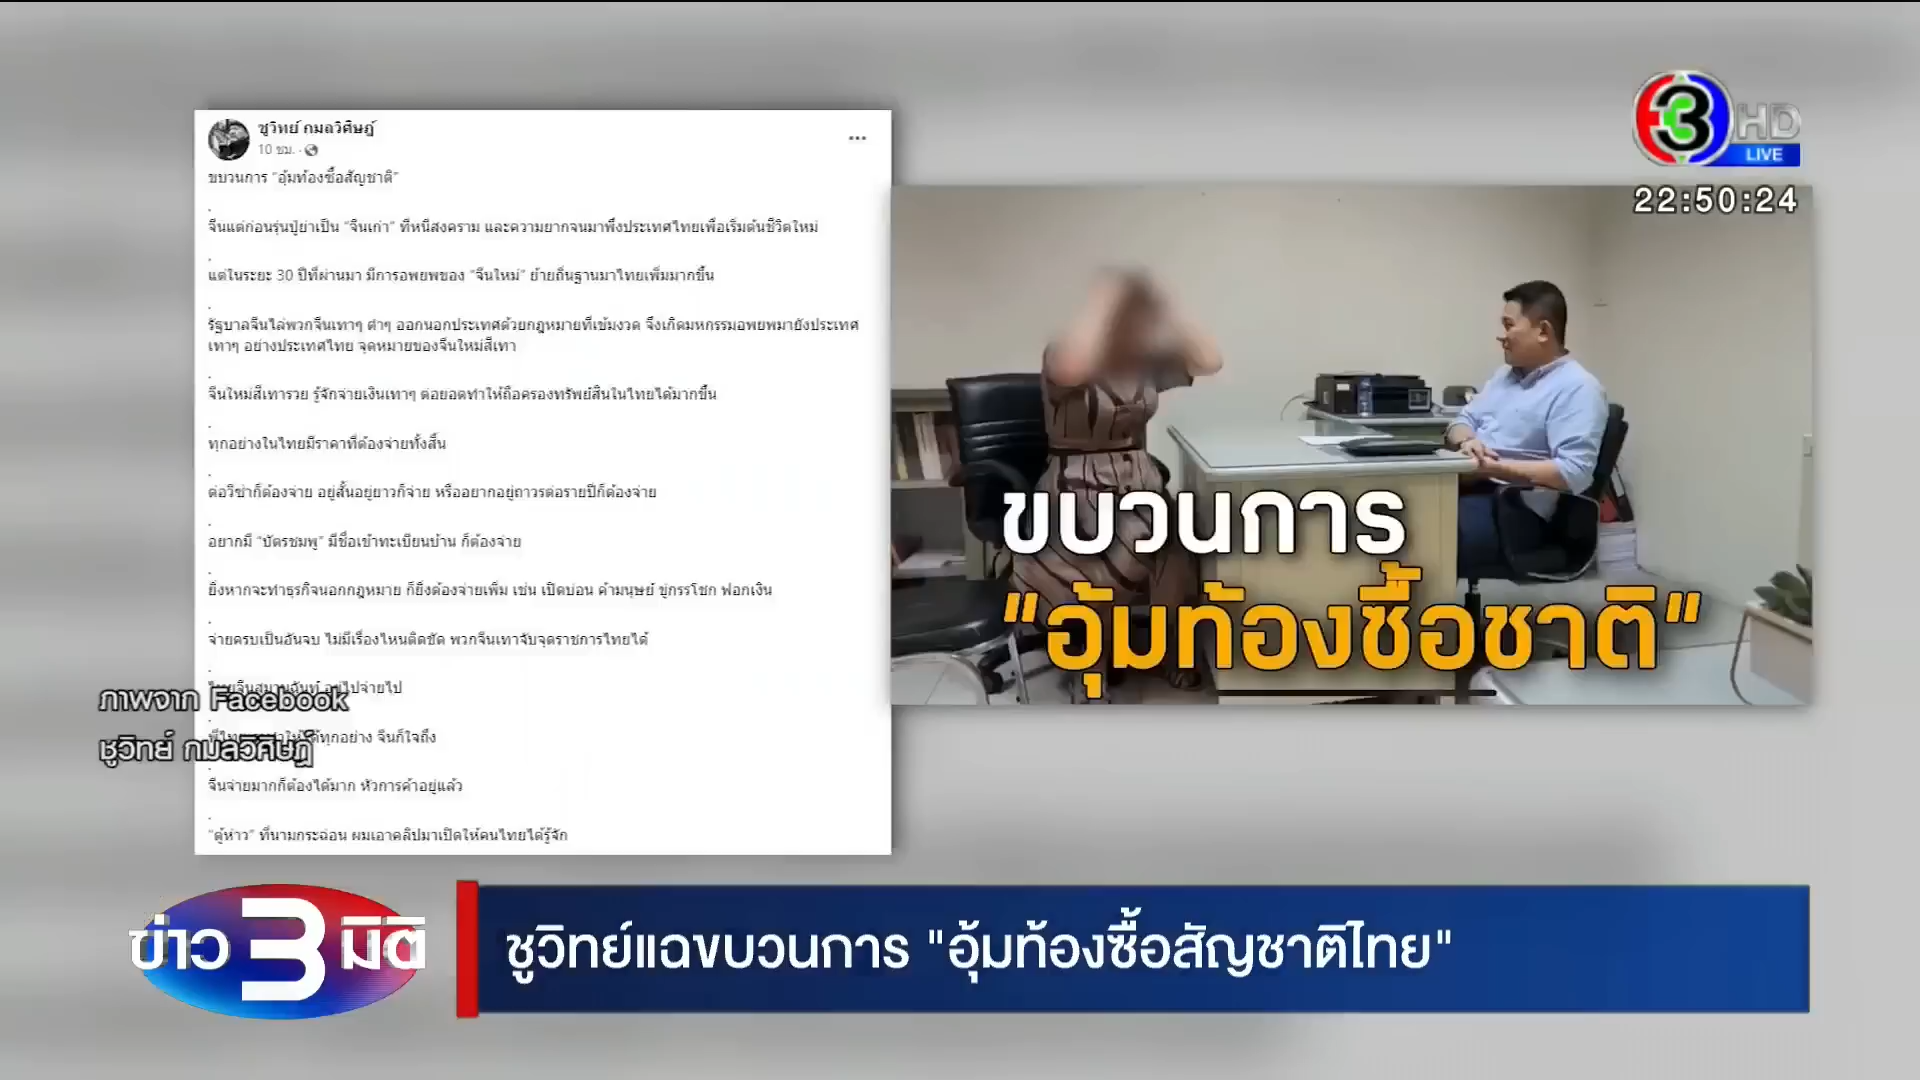 ชูวิทย์ กมลวิศิษฎ์
10 ชม.
ขบวนการ "อุ้มท้องซื้อสัญชาติ"
.
จีนแต่ก่อนรุ่นปู่ย่าเป็น "จีนเก่า" ที่หนีสงคราม และความยากจนมาพึ่งประเทศไทยเพื่อเริ่มต้นชีวิตใหม่
.
แต่ในระยะ 30 ปีที่ผ่านมา มีการอพยพของ "จีนใหม่" ย้ายถิ่นฐานมาไทยเพิ่มมากขึ้น
.
รัฐบาลจีนไล่พวกจีนเทาๆ ดำๆ ออกนอกประเทศด้วยกฎหมายที่เข้มงวด จึงเกิดมหกรรมอพยพมายังประเทศ
เทาๆ อย่างประเทศไทย จุดหมายของจีนใหม่สีเทา
.
จีนใหม่สีเทารวย รู้จักจ่ายเงินเทาๆ ต่อยอดทำให้ถือครองทรัพย์สินในไทยได้มากขึ้น
.
ทุกอย่างในไทยมีราคาที่ต้องจ่ายทั้งสิ้น
.
ต่อวีซ่าก็ต้องจ่าย อยู่สั้นอยู่ยาวก็จ่าย หรืออยากอยู่ถาวรต่อรายปีก็ต้องจ่าย
.
อยากมี "บัตรชมพู" มีชื่อเข้าทะเบียนบ้าน ก็ต้องจ่าย
.
ยิ่งหากจะทำธุรกิจนอกกฎหมาย ก็ยิ่งต้องจ่ายเพิ่ม เช่น เปิดบ่อน ค้ามนุษย์ ขู่กรรโชก ฟอกเงิน
.
จ่ายครบเป็นอันจบ ไม่มีเรื่องไหนติดขัด พวกจีนเทาจับจุดราชการไทยได้
.
ไทยจีนสมานฉันท์ อยู่ไปจ่ายไป
.
ทุกอย่าง จีนก็ใจถึง
.
จีนจ่ายมากก็ต้องได้มาก หัวการค้าอยู่แล้ว
.
"ตู้ห่าว" ที่นามกระฉ่อน ผมเอาคลิปมาเปิดให้คนไทยได้รู้จัก
ภาพจาก Facebook
ชูวิทย์ กมลวิศิษฎ์
3 HD
LIVE
22:50:24
ขบวนการ
"อุ้มท้องซื้อชาติ"
ข่าว 3 มิติ
ชูวิทย์แฉขบวนการ "อุ้มท้องซื้อสัญชาติไทย"